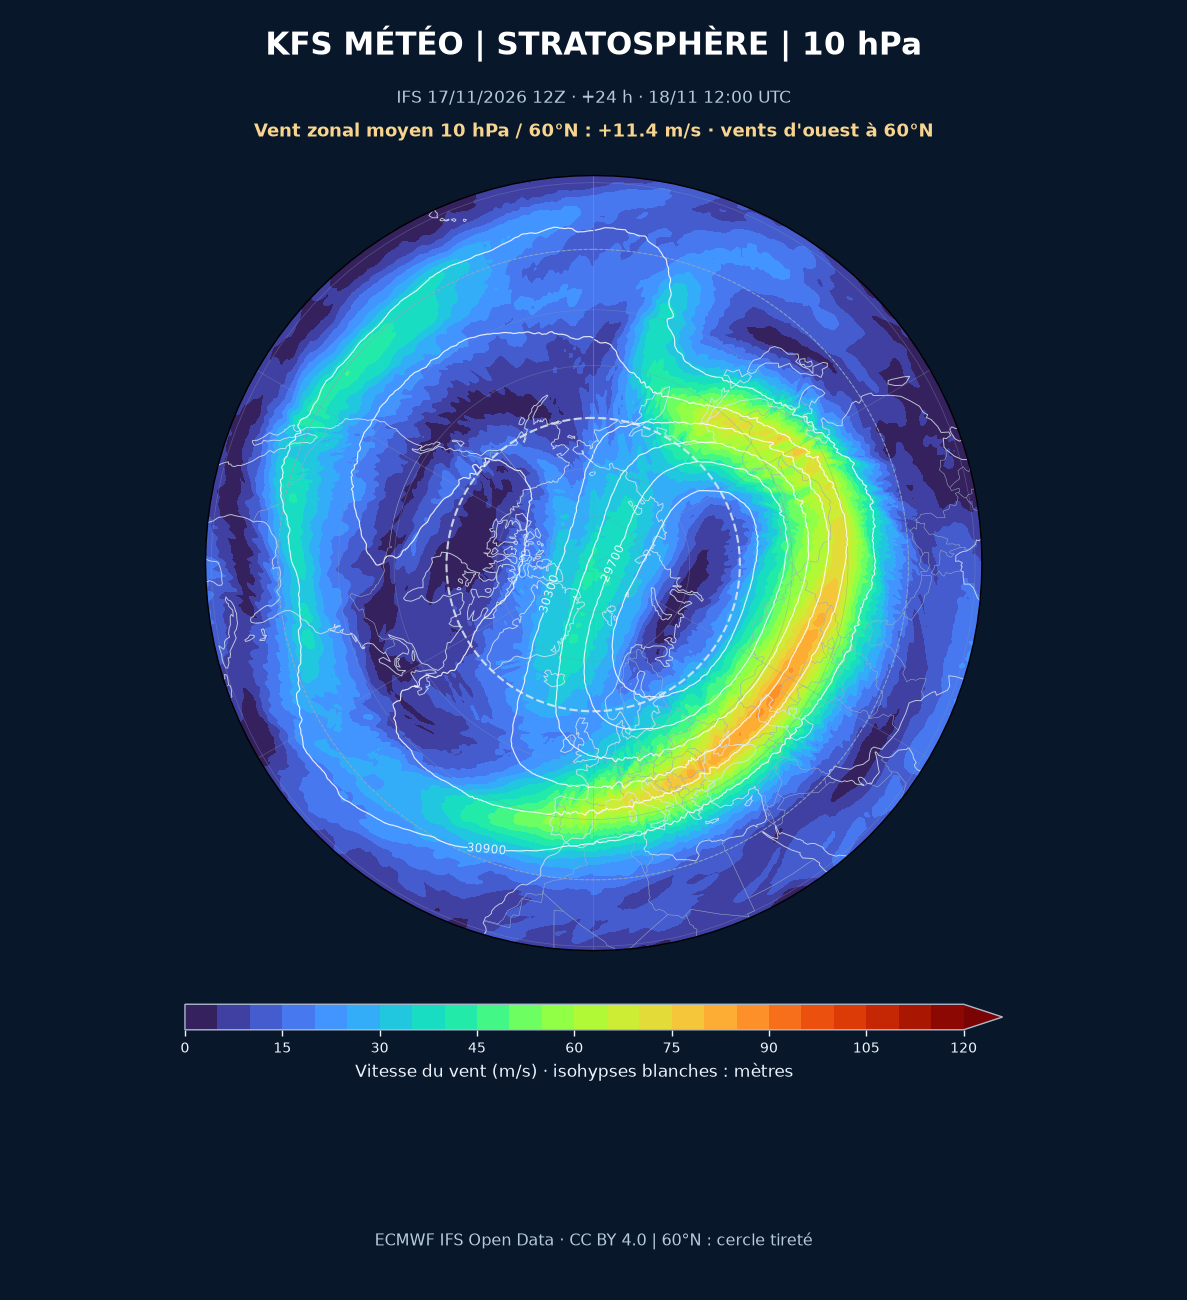 KFS MÉTÉO | STRATOSPHÈRE | 10 hPa
IFS 17/11/2026 12Z · +24 h · 18/11 12:00 UTC
Vent zonal moyen 10 hPa / 60°N : +11.4 m/s · vents d'ouest à 60°N
29700
30300
30900
0 15 30 45 60 75 90 105 120
Vitesse du vent (m/s) · isohypses blanches : mètres
ECMWF IFS Open Data · CC BY 4.0 | 60°N : cercle tireté